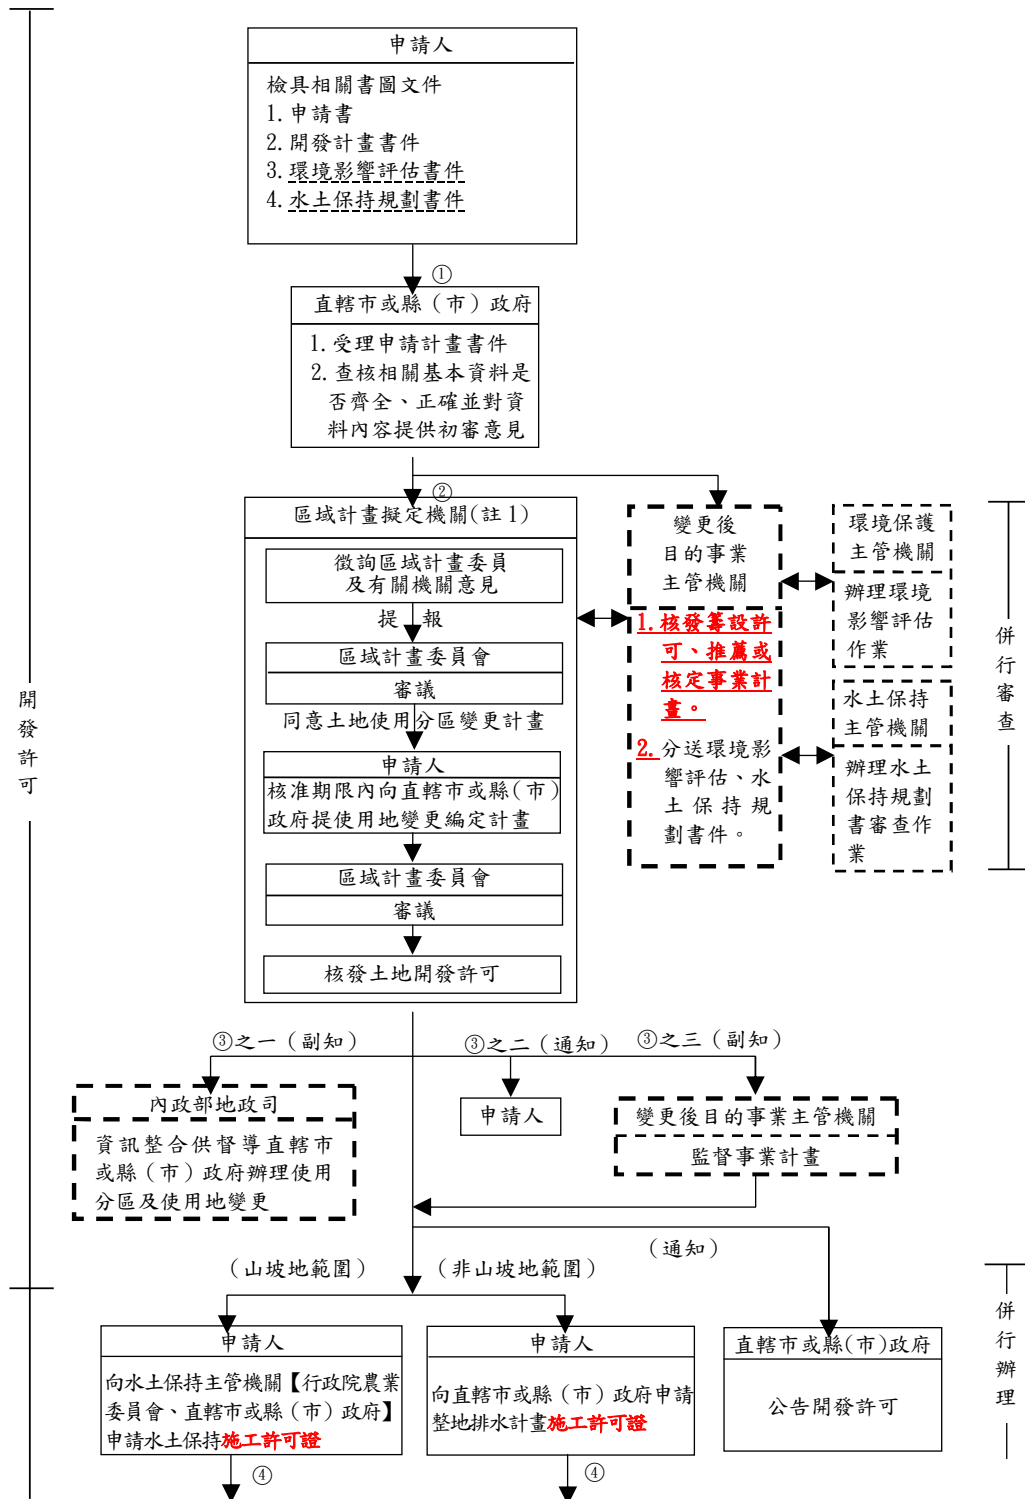 申請人
檢具相關書圖文件
1.申請書
2.開發計畫書件
3.環境影響評估書件
4.水土保持規劃書件
①
直轄市或縣（市）政府
1.受理申請計畫書件
2.查核相關基本資料是
否齊全、正確並對資
料內容提供初審意見
②
區域計畫擬定機關(註1)
徵詢區域計畫委員
及有關機關意見
提 報
區域計畫委員會
審議
同意土地使用分區變更計畫
申請人
核准期限內向直轄市或縣(市)
政府提使用地變更編定計畫
區域計畫委員會
審議
核發土地開發許可
變更後
目的事業
主管機關
1.核發籌設許
可、推薦或
核定事業計
畫。
2.分送環境影
響評估、水
土保持規
劃書件。
環境保護
主管機關
辦理環境
影響評估
作業
水土保持
主管機關
辦理水土
保持規劃
書審查作
業
併
行
審
查
開
發
許
可
③之一（副知）
③之二（通知）
③之三（副知）
內政部地政司
資訊整合供督導直轄市
或縣（市）政府辦理使用
分區及使用地變更
申請人
變更後目的事業主管機關
監督事業計畫
（通知）
（山坡地範圍）
（非山坡地範圍）
申請人
向水土保持主管機關【行政院農業
委員會、直轄市或縣（市）政府】
申請水土保持施工許可證
④
申請人
向直轄市或縣（市）政府申請
整地排水計畫施工許可證
④
直轄市或縣(市)政府
公告開發許可
併
行
辦
理